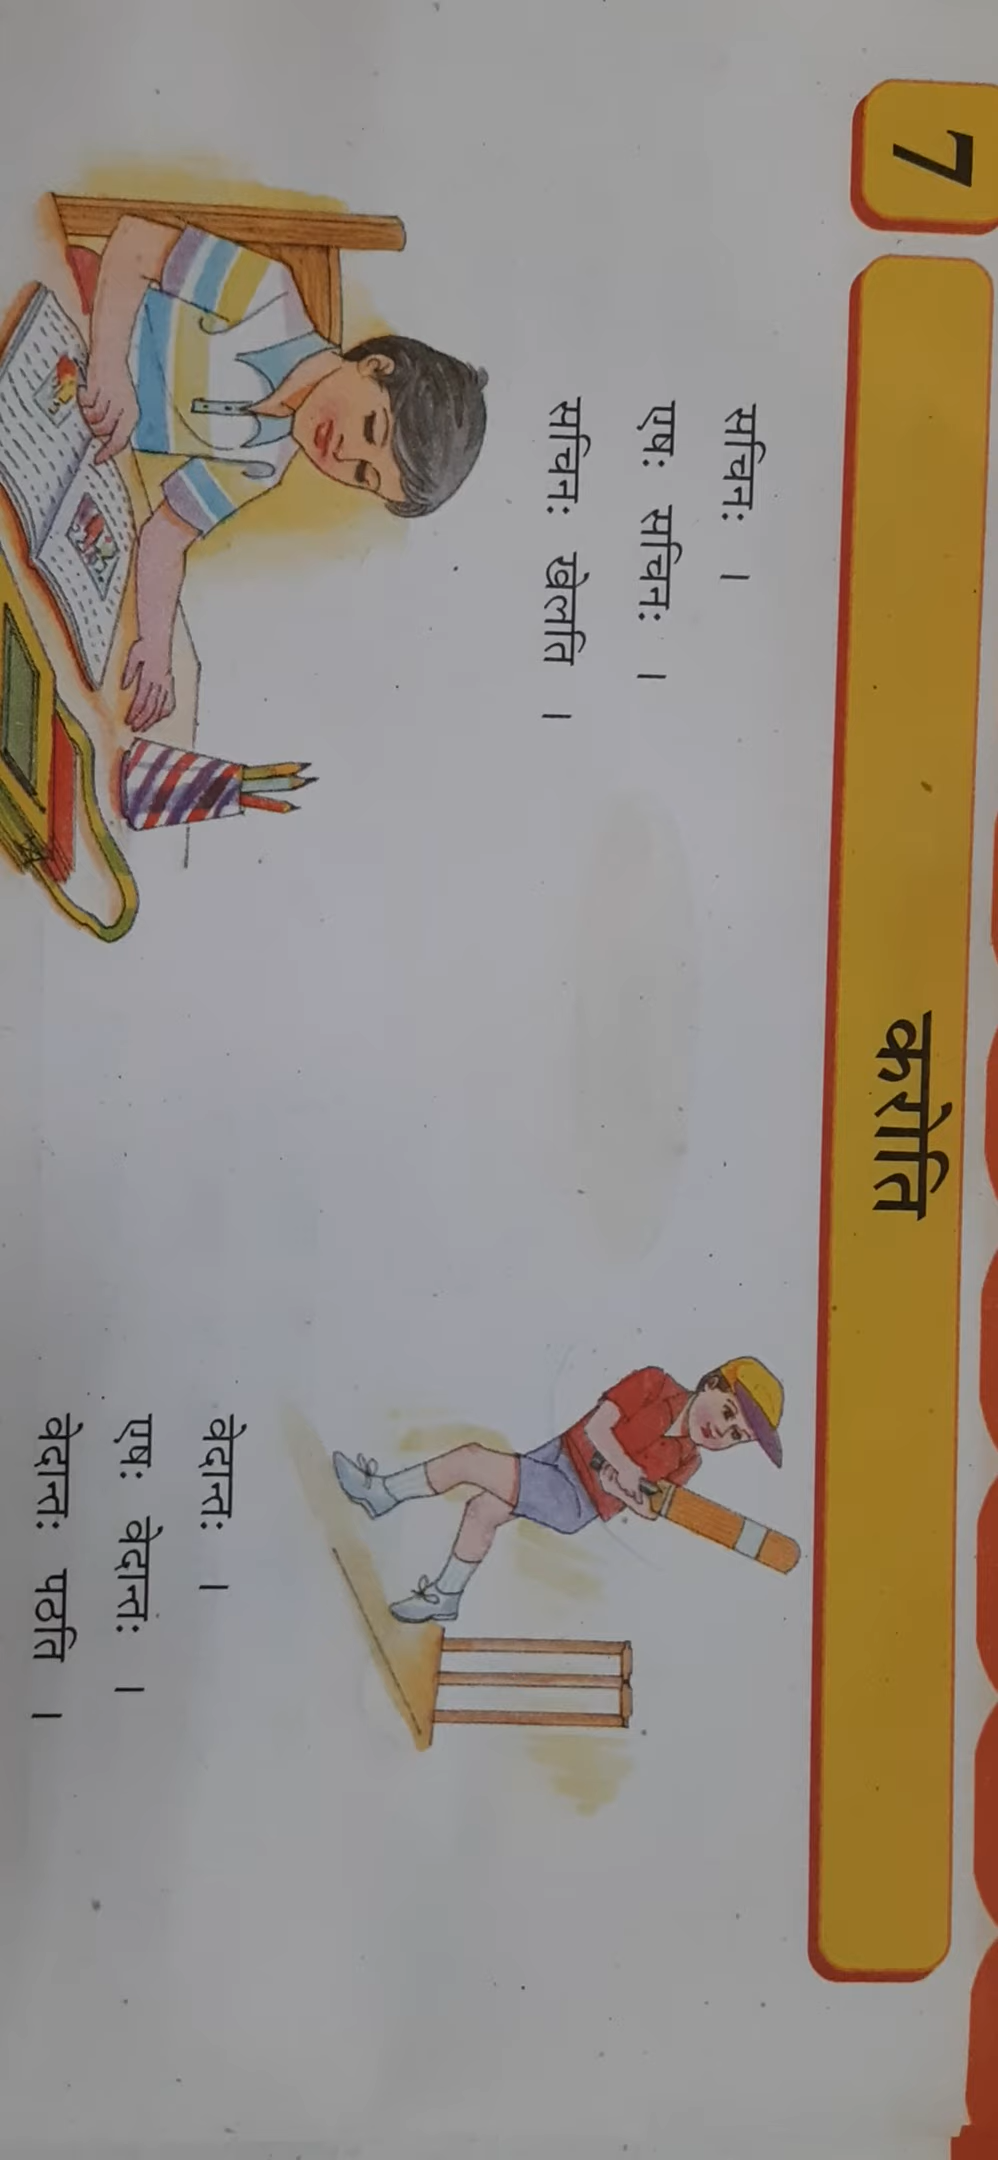 7 करोति
सचिनः ।
एषः सचिनः ।
सचिनः खेलति ।
वेदान्तः ।
एषः वेदान्तः ।
वेदान्तः पठति ।